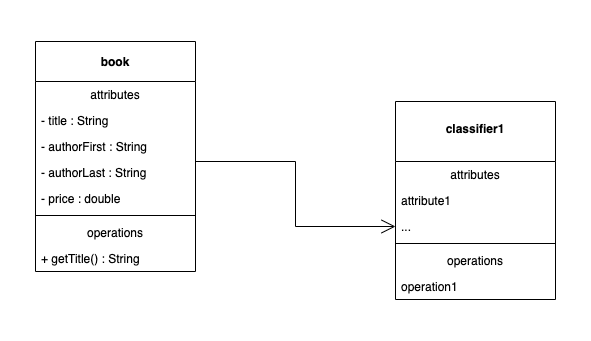 book
attributes
- title : String
- authorFirst : String
- authorLast : String
- price : double
operations
+ getTitle() : String
classifier1
attributes
attribute1
...
operations
operation1